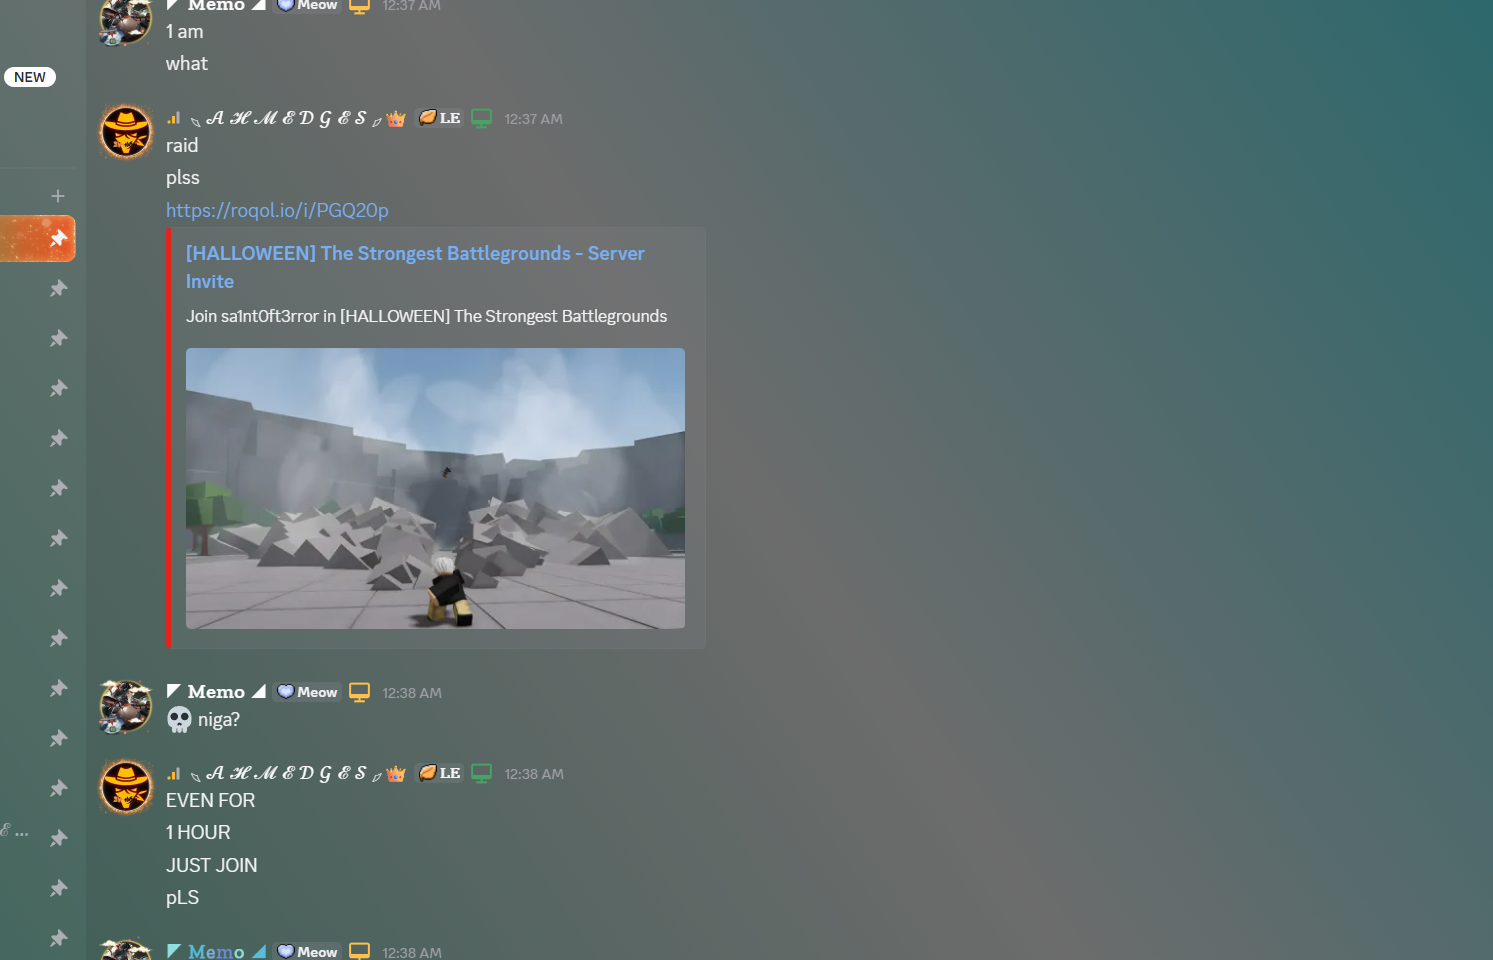 Memo Meow 12:37 AM
1 am
what
NEW
𝓐 𝓗 𝓜 𝓔 𝓓 𝓖 𝓔 𝓢 LE 12:37 AM
raid
plss
https://roqol.io/i/PGQ20p
[HALLOWEEN] The Strongest Battlegrounds - Server
Invite
Join sa1nt0ft3rror in [HALLOWEEN] The Strongest Battlegrounds
Memo Meow 12:38 AM
💀 niga?
𝓐 𝓗 𝓜 𝓔 𝓓 𝓖 𝓔 𝓢 LE 12:38 AM
EVEN FOR
1 HOUR
JUST JOIN
pLS
ℰ ...
Memo Meow 12:38 AM